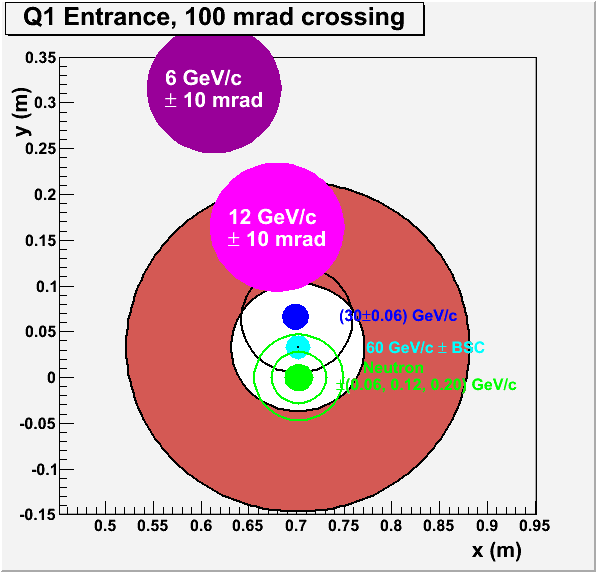 Q1 Entrance, 100 mrad crossing
y (m)
0.35
0.3
0.25
0.2
0.15
0.1
0.05
0
-0.05
-0.1
-0.15
6 GeV/c
± 10 mrad
12 GeV/c
± 10 mrad
(30±0.06) GeV/c
60 GeV/c ± BSC
Neutron
±(0.06, 0.12, 0.20) GeV/c
0.5 0.55 0.6 0.65 0.7 0.75 0.8 0.85 0.9 0.95
x (m)